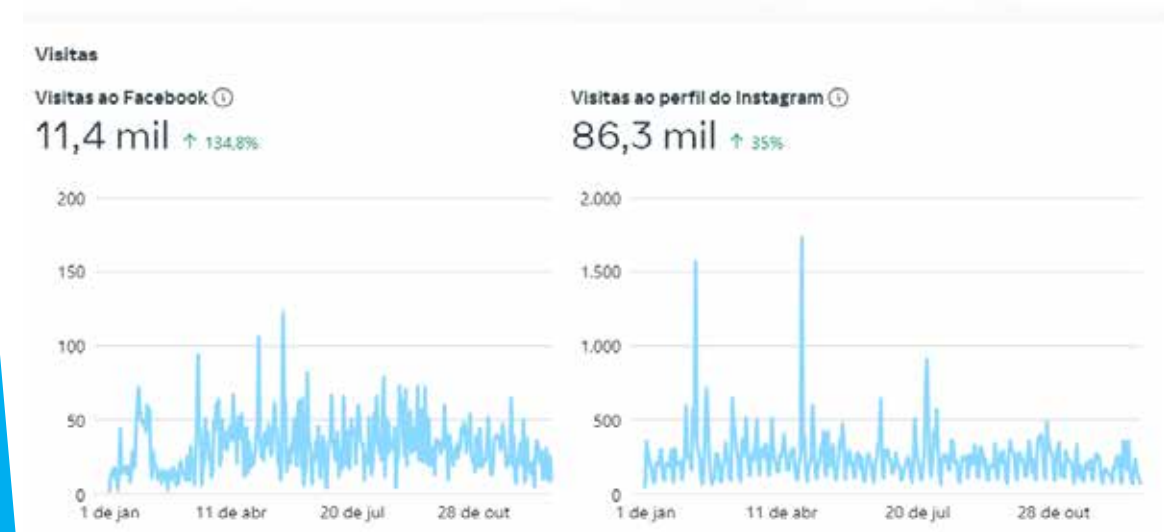 Visitas
Visitas ao Facebook
11,4 mil ↑ 134,8%
200
150
100
50
0
1 de jan 11 de abr 20 de jul 28 de out
Visitas ao perfil do Instagram
86,3 mil ↑ 35%
2.000
1.500
1.000
500
0
1 de jan 11 de abr 20 de jul 28 de out